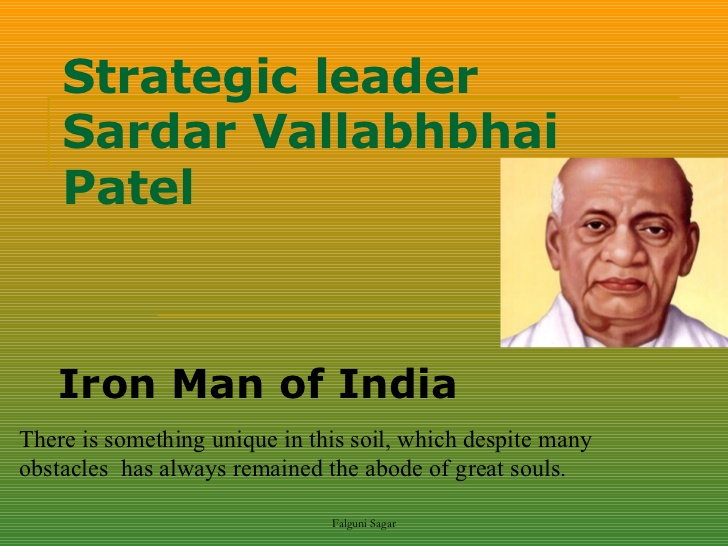 Strategic leader
Sardar Vallabhbhai
Patel
Iron Man of India
There is something unique in this soil, which despite many
obstacles  has always remained the abode of great souls.
Falguni Sagar